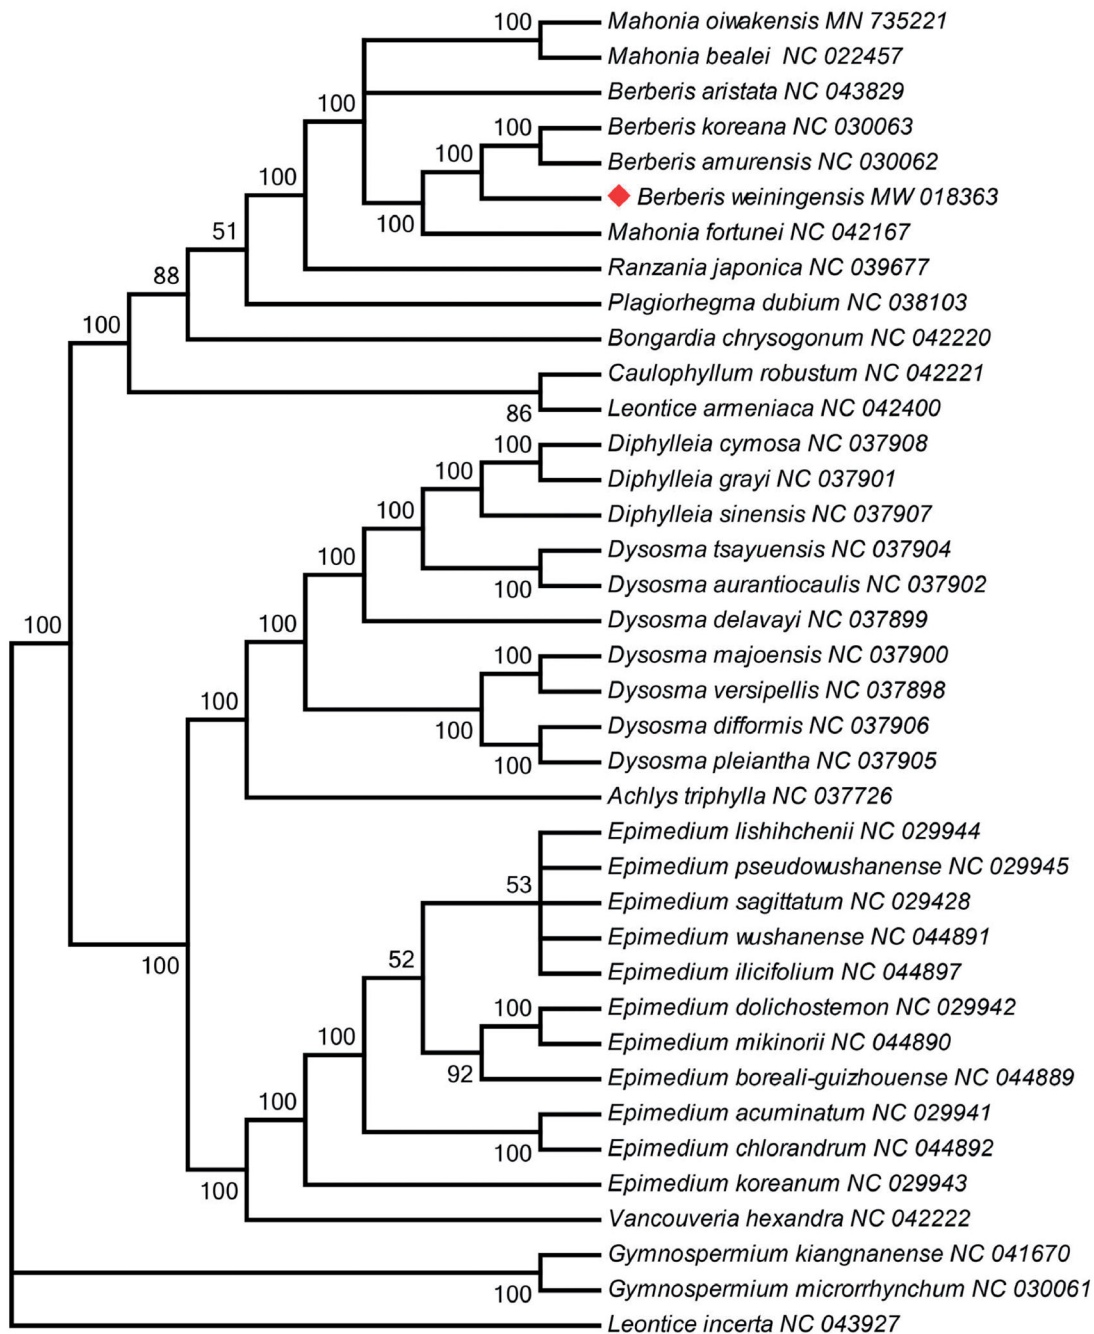 100 Mahonia oiwakensis MN 735221
Mahonia bealei NC 022457
Berberis aristata NC 043829
100
100 Berberis koreana NC 030063
100
Berberis amurensis NC 030062
100
Berberis weiningensis MW 018363
100
51
Mahonia fortunei NC 042167
88
Ranzania japonica NC 039677
Plagiorhegma dubium NC 038103
100
Bongardia chrysogonum NC 042220
Caulophyllum robustum NC 042221
86
Leontice armeniaca NC 042400
100 Diphylleia cymosa NC 037908
100
Diphylleia grayi NC 037901
100
Diphylleia sinensis NC 037907
100
Dysosma tsayuensis NC 037904
100
Dysosma aurantiocaulis NC 037902
100
100
Dysosma delavayi NC 037899
100 Dysosma majoensis NC 037900
Dysosma versipellis NC 037898
100
100
Dysosma difformis NC 037906
100
Dysosma pleiantha NC 037905
Achlys triphylla NC 037726
Epimedium lishihchenii NC 029944
Epimedium pseudowushanense NC 029945
53
Epimedium sagittatum NC 029428
Epimedium wushanense NC 044891
100
52
Epimedium ilicifolium NC 044897
100 Epimedium dolichostemon NC 029942
100
Epimedium mikinorii NC 044890
92
Epimedium boreali-guizhouense NC 044889
100
Epimedium acuminatum NC 029941
100
Epimedium chlorandrum NC 044892
100
Epimedium koreanum NC 029943
Vancouveria hexandra NC 042222
Gymnospermium kiangnanense NC 041670
100
Gymnospermium microrrhynchum NC 030061
Leontice incerta NC 043927